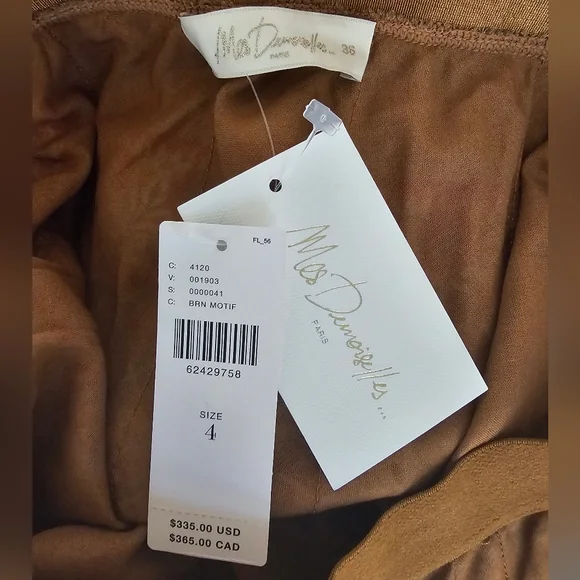 Mes Demoiselles... 36
PARIS
FL_56
C: 4120
V: 001903
S: 0000041
C: BRN MOTIF
62429758
SIZE
4
$335.00 USD
$365.00 CAD
Mes Demoiselles...
PARIS